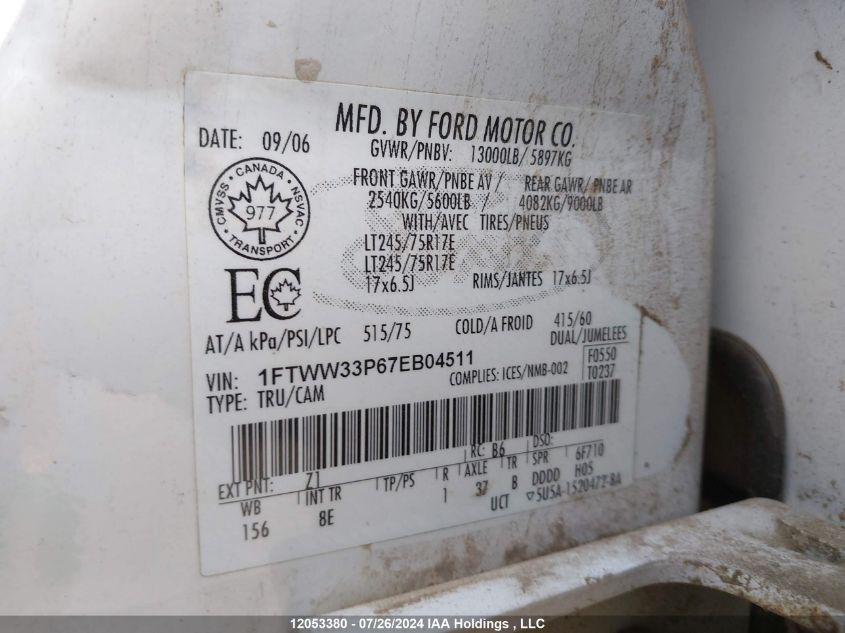 MFD. BY FORD MOTOR CO.
DATE: 09/06
GVWR/PNBV: 13000LB/ 5897KG
FRONT GAWR/PNBE AV / REAR GAWR/ PNBE AR
2540KG/5600LB / 4082KG/9000LB
WITH/AVEC TIRES/PNEUS
LT245/75R17E
LT245/75R17E
17x6.5J RIMS/JANTES 17x6.5J
CANADA
CMVSS NSVAC
977
TRANSPORT
EC
AT/A kPa/PSI/LPC 515/75 COLD/A FROID 415/60
DUAL/JUMELEES
VIN: 1FTWW33P67EB04511
COMPLIES: ICES/NMB-002
F0550
T0237
TYPE: TRU/CAM
RC: B6 DSO:
EXT PNT: Z1 6F710
WB INT TR TP/PS R AXLE TR SPR
156 8E 1 37 B DDDD H05
UCT ▽5U5A-1520472-BA
12053380 - 07/26/2024 IAA Holdings , LLC